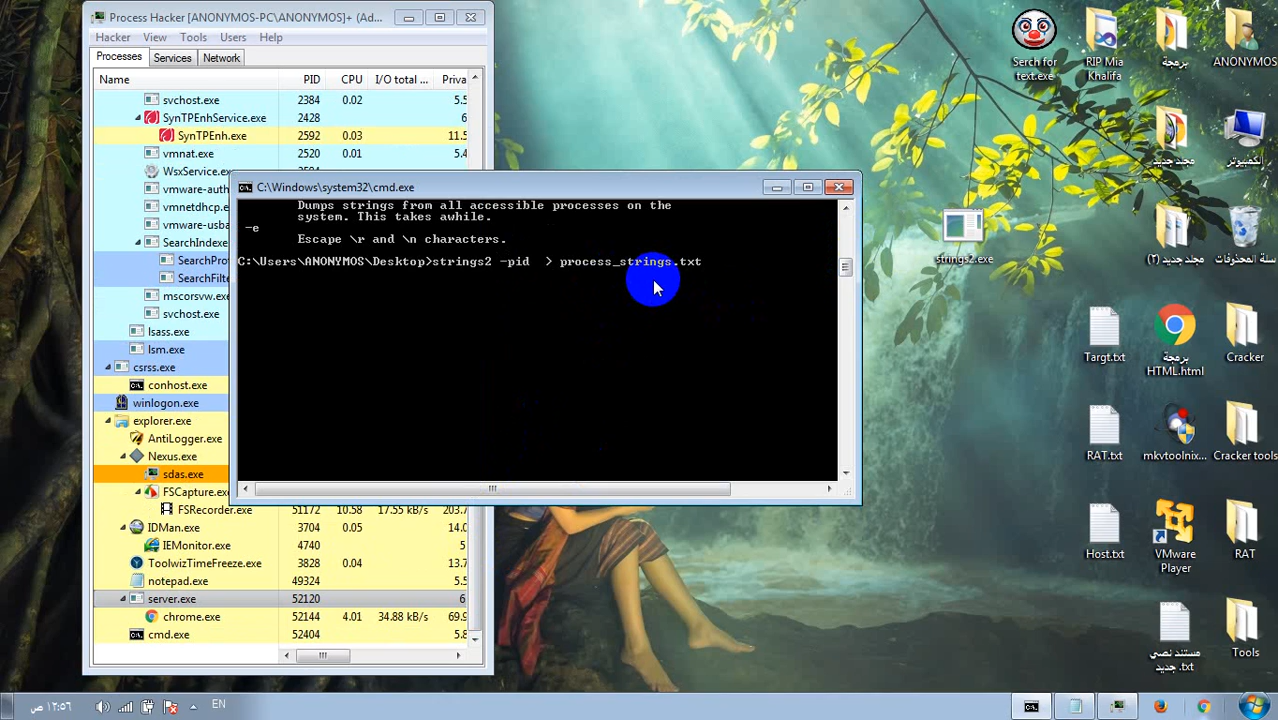 Process Hacker [ANONYMOS-PC\ANONYMOS]+ (Ad...
Hacker View Tools Users Help
Processes Services Network
Name PID CPU I/O total ... Priva
svchost.exe 2384 0.02 5.5
SynTPEnhService.exe 2428 6
SynTPEnh.exe 2592 0.03 11.5
vmnat.exe 2520 0.01 5.4
WsxService.ex
vmware-auth
vmnetdhcp.e
vmware-usba
SearchIndexe
SearchPro
SearchFilte
mscorsvw.ex
svchost.exe
lsass.exe
lsm.exe
csrss.exe
conhost.exe
winlogon.exe
explorer.exe
AntiLogger.exe
Nexus.exe
sdas.exe
FSCapture.exe
FSRecorder.exe 51172 10.58 17.55 kB/s 203.7
IDMan.exe 3704 0.05 14.0
IEMonitor.exe 4740 5
ToolwizTimeFreeze.exe 3828 0.04 13.7
notepad.exe 49324 5.
server.exe 52120 6
chrome.exe 52144 4.01 34.88 kB/s 69.
cmd.exe 52404 5.8
C:\Windows\system32\cmd.exe
Dumps strings from all accessible processes on the
system. This takes awhile.
-e
Escape \r and \n characters.
C:\Users\ANONYMOS\Desktop>strings2 -pid > process_strings.txt
Serch for
text.exe
RIP Mia
Khalifa
برمجة
ANONYMOS
مجلد جديد
الكمبيوتر
strings2.exe
مجلد جديد (٢)
سلة المحذوفات
Targt.txt
برمجة
HTML.html
Cracker
RAT.txt
mkvtoolnix...
Cracker tools
Host.txt
VMware
Player
RAT
مستند نصي
جديد .txt
Tools
١٢:٥٦ ص
EN